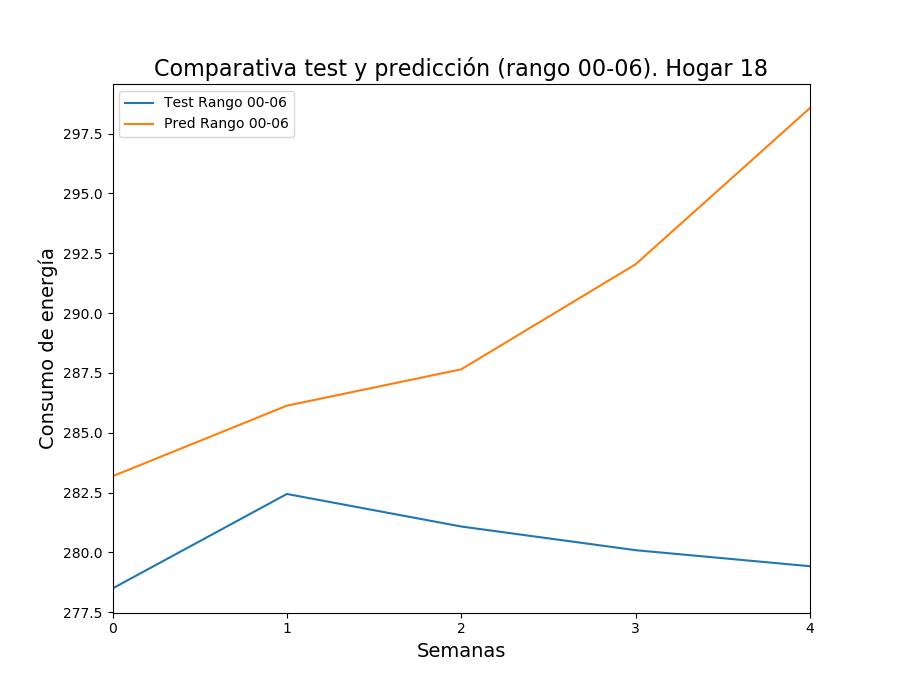 Comparativa test y predicción (rango 00-06). Hogar 18
Test Rango 00-06
Pred Rango 00-06
297.5
295.0
292.5
290.0
287.5
285.0
282.5
280.0
277.5
Consumo de energía
0 1 2 3 4
Semanas